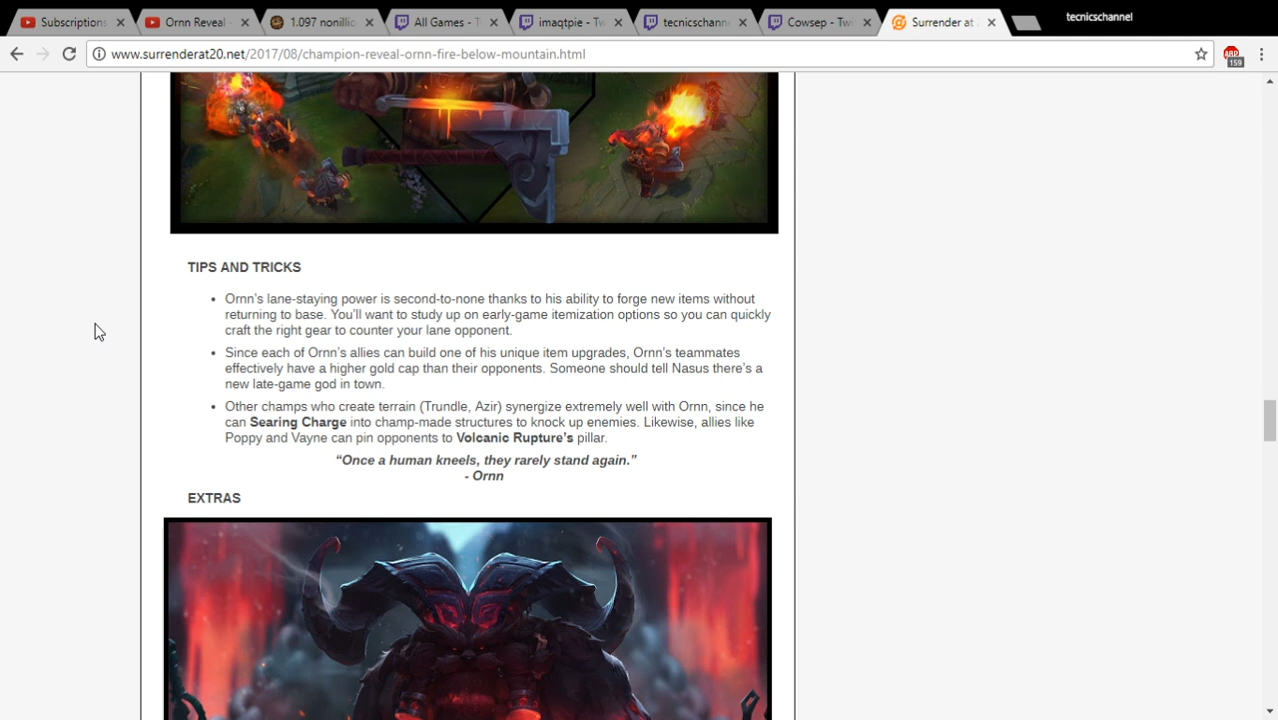 Subscriptions
Ornn Reveal -
1.097 nonillio
All Games - T
imaqtpie - Tw
tecnicschann
Cowsep - Twi
Surrender at
tecnicschannel
www.surrenderat20.net/2017/08/champion-reveal-ornn-fire-below-mountain.html
ABP
159
TIPS AND TRICKS
• Ornn's lane-staying power is second-to-none thanks to his ability to forge new items without
returning to base. You'll want to study up on early-game itemization options so you can quickly
craft the right gear to counter your lane opponent.
• Since each of Ornn's allies can build one of his unique item upgrades, Ornn's teammates
effectively have a higher gold cap than their opponents. Someone should tell Nasus there's a
new late-game god in town.
• Other champs who create terrain (Trundle, Azir) synergize extremely well with Ornn, since he
can Searing Charge into champ-made structures to knock up enemies. Likewise, allies like
Poppy and Vayne can pin opponents to Volcanic Rupture's pillar.
“Once a human kneels, they rarely stand again.”
- Ornn
EXTRAS